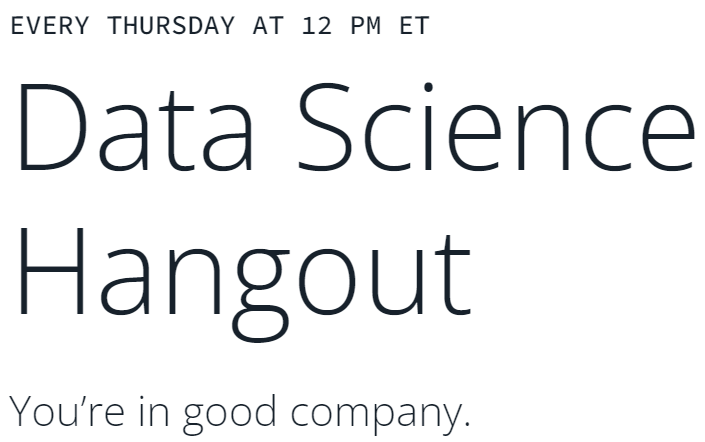 EVERY THURSDAY AT 12 PM ET
Data Science
Hangout
You’re in good company.